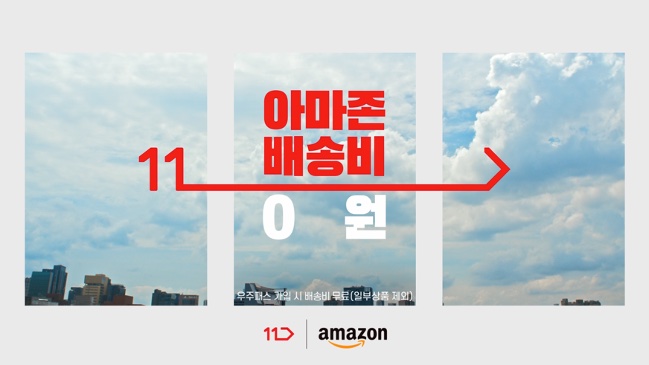 아마존
배송비
11
0 원
우주패스 가입 시 배송비 무료(일부상품 제외)
11
amazon